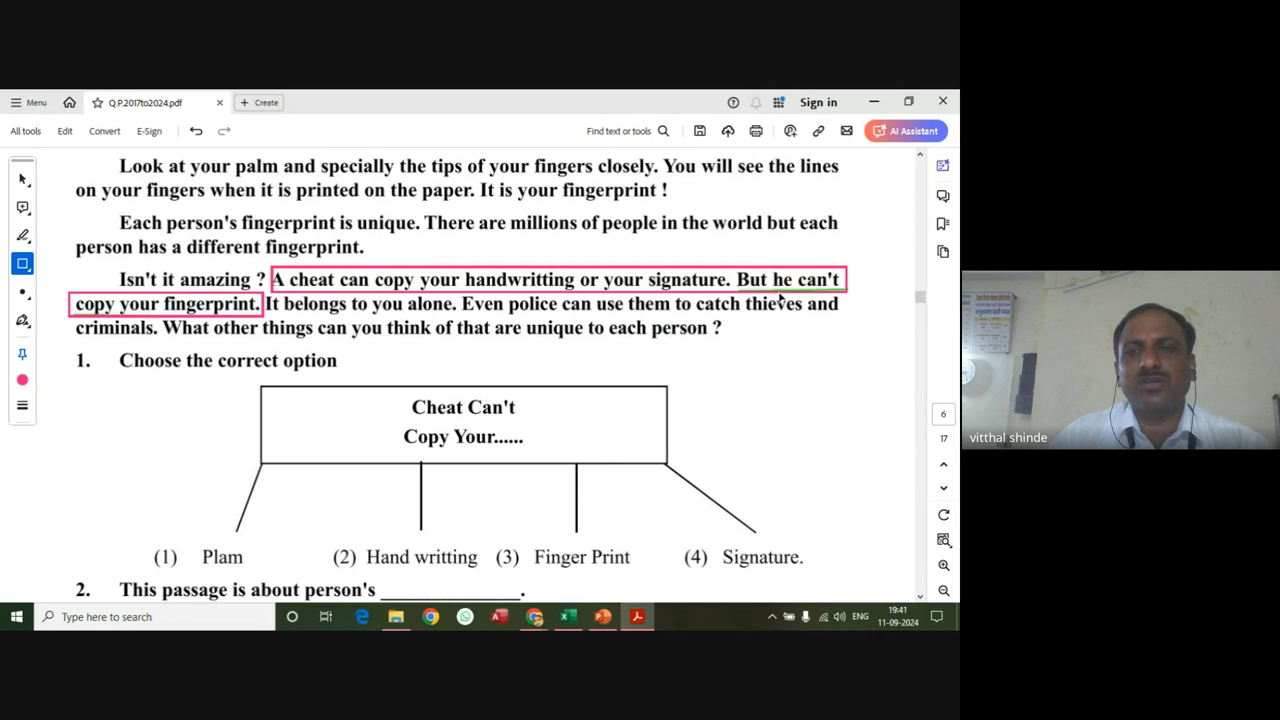 Menu
Q.P.2017to2024.pdf
Create
Sign in
All tools
Edit
Convert
E-Sign
Find text or tools
AI Assistant
Look at your palm and specially the tips of your fingers closely. You will see the lines
on your fingers when it is printed on the paper. It is your fingerprint !
Each person's fingerprint is unique. There are millions of people in the world but each
person has a different fingerprint.
Isn't it amazing ? A cheat can copy your handwritting or your signature. But he can't
copy your fingerprint. It belongs to you alone. Even police can use them to catch thieves and
criminals. What other things can you think of that are unique to each person ?
1. Choose the correct option
Cheat Can't
Copy Your......
(1) Plam (2) Hand writting (3) Finger Print (4) Signature.
2. This passage is about person's ______________.
6
17
vitthal shinde
Type here to search
ENG
19:41
11-09-2024